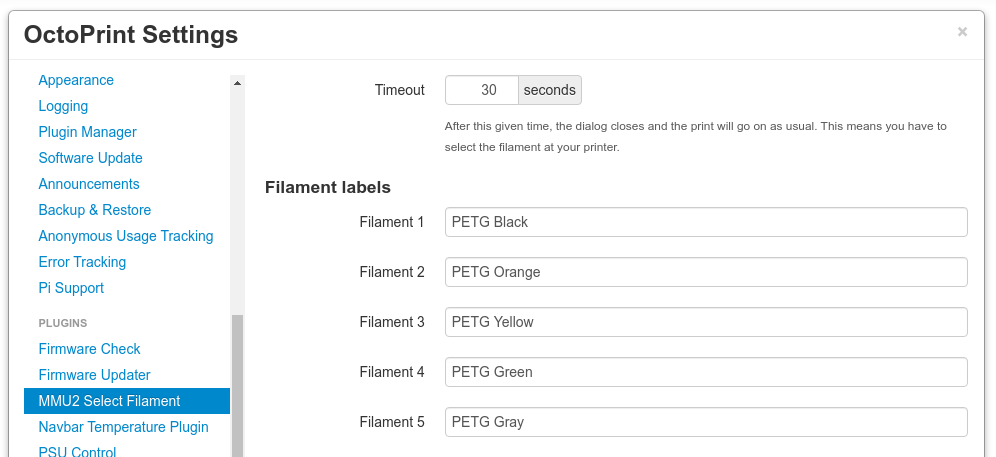 OctoPrint Settings
×
Appearance
Logging
Plugin Manager
Software Update
Announcements
Backup & Restore
Anonymous Usage Tracking
Error Tracking
Pi Support
PLUGINS
Firmware Check
Firmware Updater
MMU2 Select Filament
Navbar Temperature Plugin
PSU Control
Timeout 30 seconds
After this given time, the dialog closes and the print will go on as usual. This means you have to
select the filament at your printer.
Filament labels
Filament 1 PETG Black
Filament 2 PETG Orange
Filament 3 PETG Yellow
Filament 4 PETG Green
Filament 5 PETG Gray